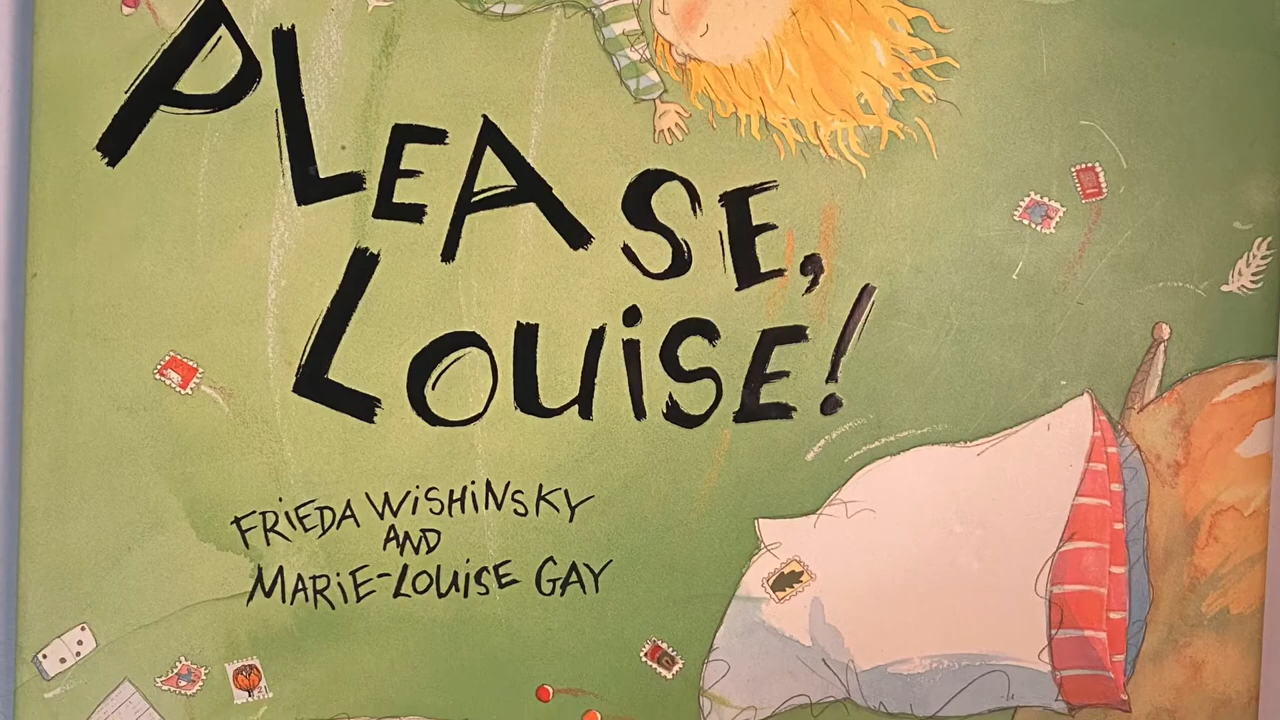 PLEASE,
LOUiSE!
FRiEDA WiSHiNSKY
AND
MARiE-LOUiSE GAY